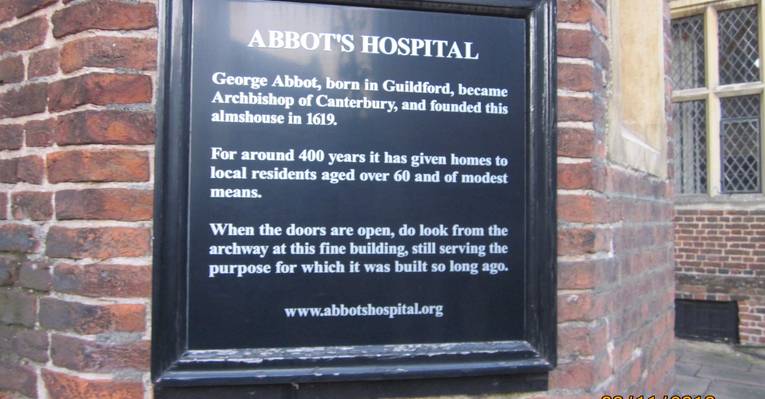 ABBOT'S HOSPITAL
George Abbot, born in Guildford, became
Archbishop of Canterbury, and founded this
almshouse in 1619.
For around 400 years it has given homes to
local residents aged over 60 and of modest
means.
When the doors are open, do look from the
archway at this fine building, still serving the
purpose for which it was built so long ago.
www.abbotshospital.org